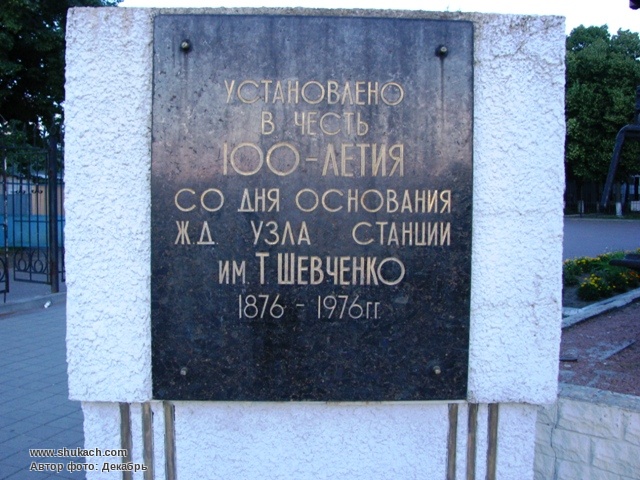 УСТАНОВЛЕНО
В ЧЕСТЬ
100-ЛЕТИЯ
СО ДНЯ ОСНОВАНИЯ
Ж.Д. УЗЛА СТАНЦИИ
ИМ Т.ШЕВЧЕНКО
1876 - 1976гг.
www.shukach.com
Автор фото: Декабрь